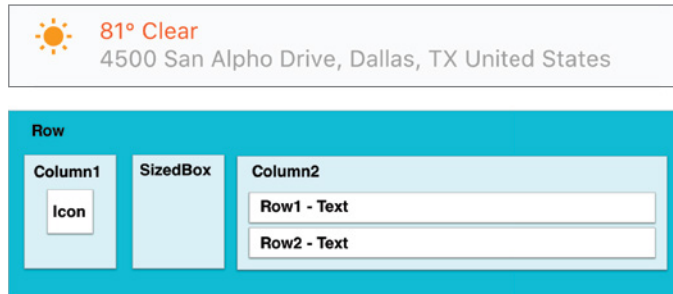 81° Clear
4500 San Alpho Drive, Dallas, TX United States
Row
Column1
Icon
SizedBox
Column2
Row1 - Text
Row2 - Text